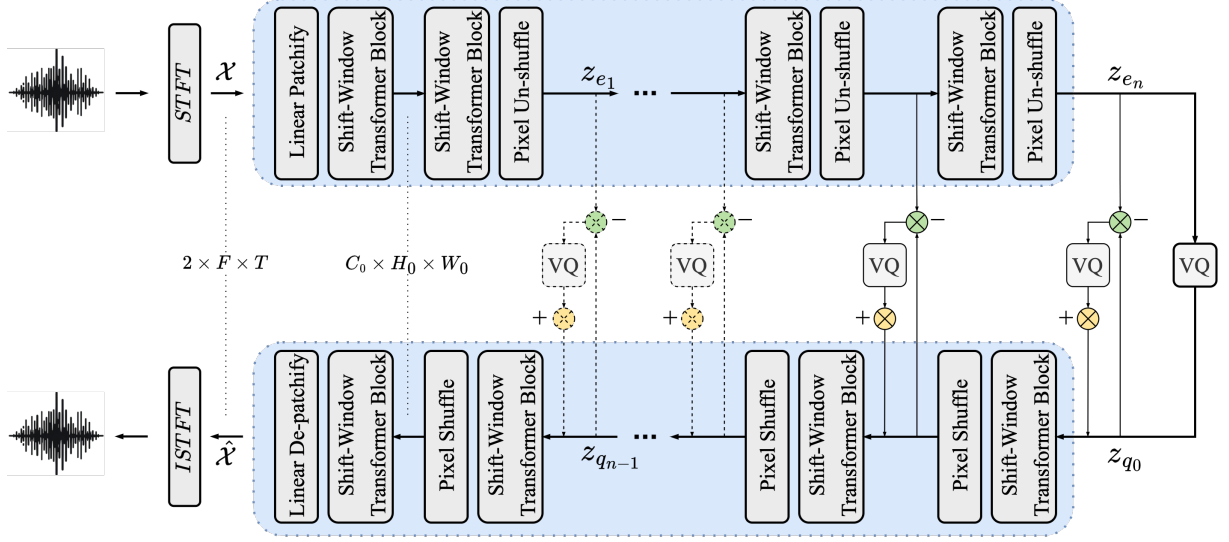 STFT
𝒳
Linear Patchify
Shift-Window
Transformer Block
Shift-Window
Transformer Block
Pixel Un-shuffle
z_{e_1}
...
Shift-Window
Transformer Block
Pixel Un-shuffle
Shift-Window
Transformer Block
Pixel Un-shuffle
z_{e_n}
−
−
−
−
2 × F × T
C_0 × H_0 × W_0
VQ
VQ
VQ
VQ
VQ
+
+
+
+
ISTFT
𝒳̂
Linear De-patchify
Shift-Window
Transformer Block
Pixel Shuffle
Shift-Window
Transformer Block
z_{q_{n-1}}
...
Pixel Shuffle
Shift-Window
Transformer Block
Pixel Shuffle
Shift-Window
Transformer Block
z_{q_0}